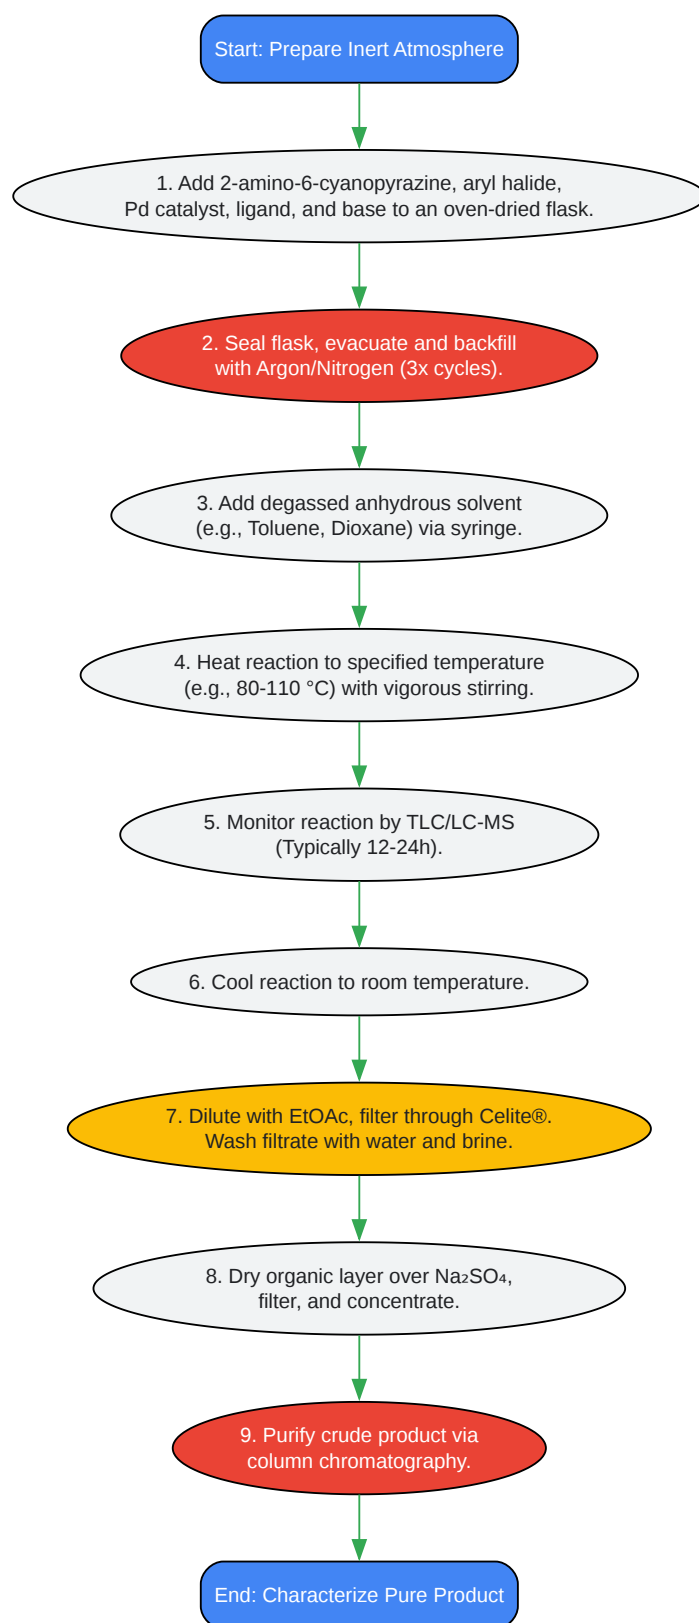 Start: Prepare Inert Atmosphere
1. Add 2-amino-6-cyanopyrazine, aryl halide,
Pd catalyst, ligand, and base to an oven-dried flask.
2. Seal flask, evacuate and backfill
with Argon/Nitrogen (3x cycles).
3. Add degassed anhydrous solvent
(e.g., Toluene, Dioxane) via syringe.
4. Heat reaction to specified temperature
(e.g., 80-110 °C) with vigorous stirring.
5. Monitor reaction by TLC/LC-MS
(Typically 12-24h).
6. Cool reaction to room temperature.
7. Dilute with EtOAc, filter through Celite®.
Wash filtrate with water and brine.
8. Dry organic layer over Na₂SO₄,
filter, and concentrate.
9. Purify crude product via
column chromatography.
End: Characterize Pure Product